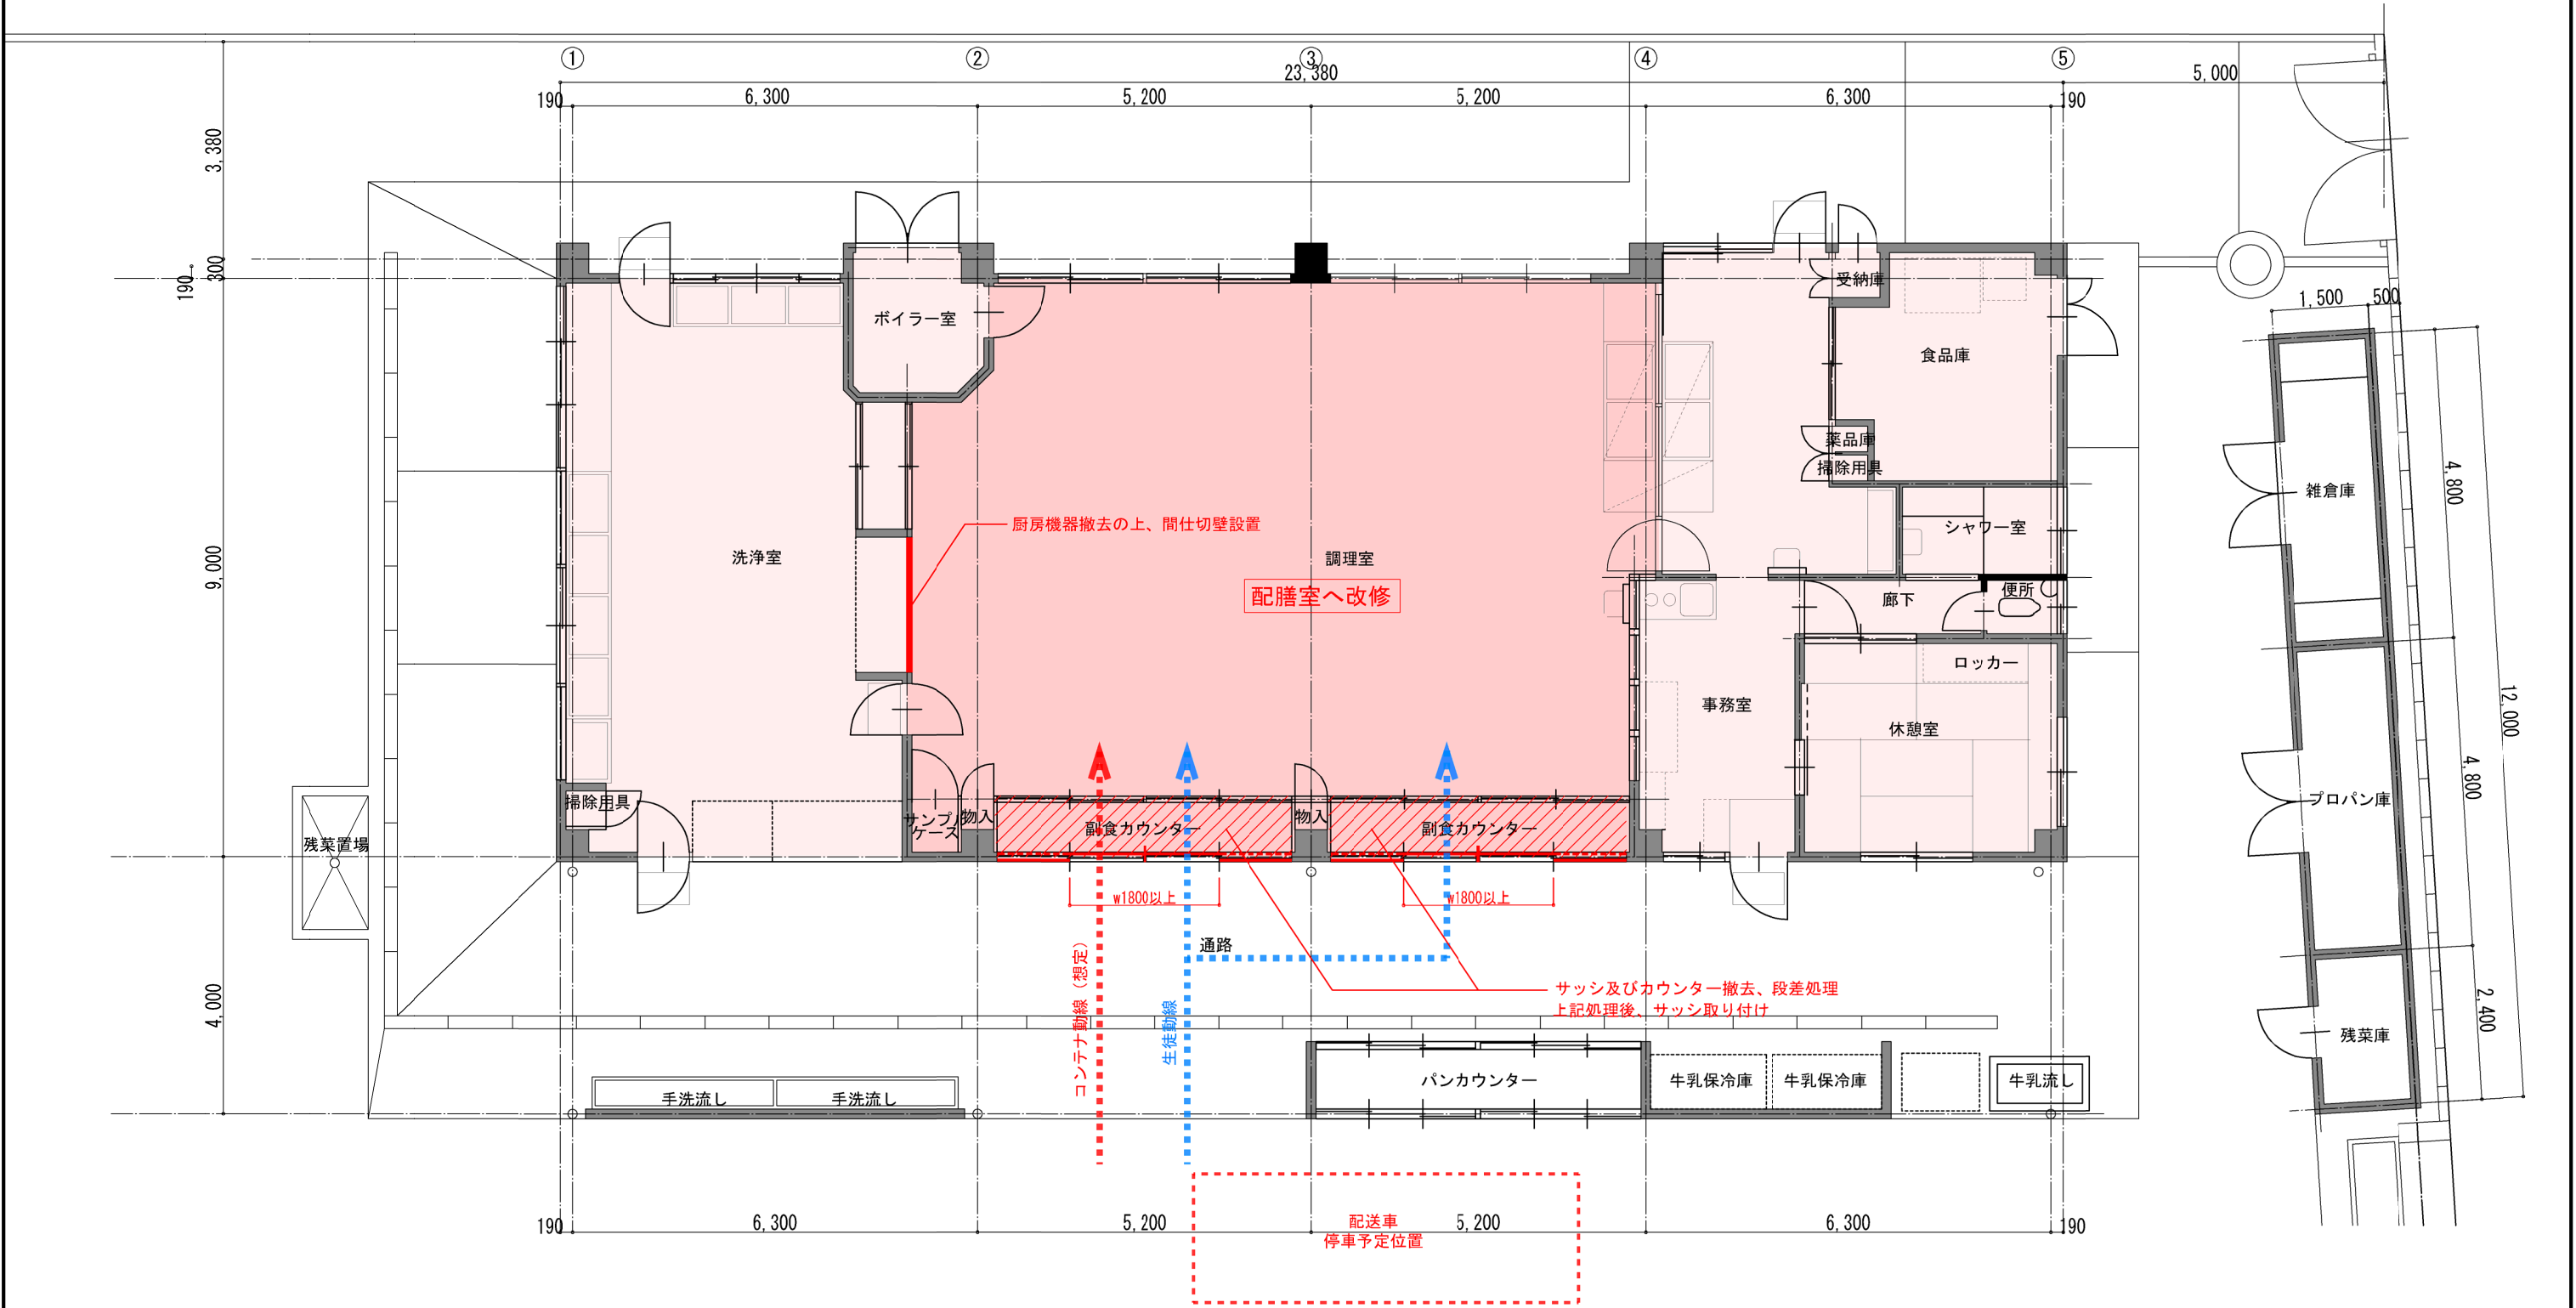 ① ② ③ ④ ⑤
23,380 5,000
190 6,300 5,200 5,200 6,300 190
3,380
300
190
9,000
4,000
受納庫
1,500 500
ボイラー室
食品庫
薬品庫
掃除用具
雑倉庫
4,800
厨房機器撤去の上、間仕切壁設置
シャワー室
洗浄室
調理室
配膳室へ改修
廊下
便所
ロッカー
事務室
休憩室
12,000
4,800
プロパン庫
掃除用具
サンプル
ケース
物入
副食カウンター
物入
副食カウンター
残菜置場
w1800以上
w1800以上
通路
コンテナ動線（想定）
生徒動線
サッシ及びカウンター撤去、段差処理
上記処理後、サッシ取り付け
2,400
残菜庫
手洗流し
手洗流し
パンカウンター
牛乳保冷庫
牛乳保冷庫
牛乳流し
190 6,300 5,200 5,200 6,300 190
配送車
停車予定位置